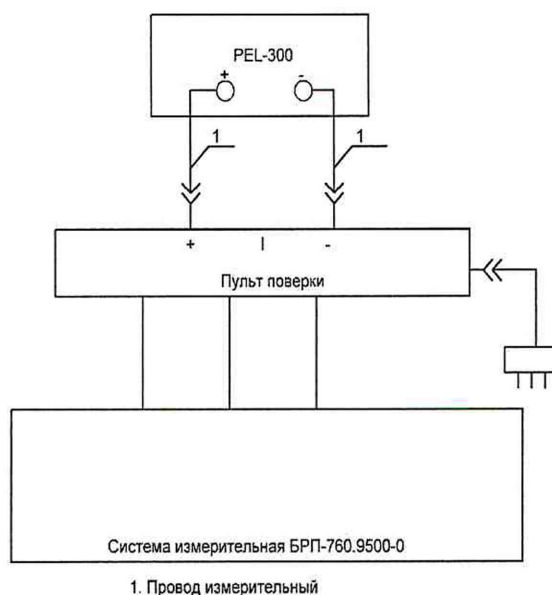 PEL-300
+ -
1 1
+ I -
Пульт поверки
Система измерительная БРП-760.9500-0
1. Провод измерительный